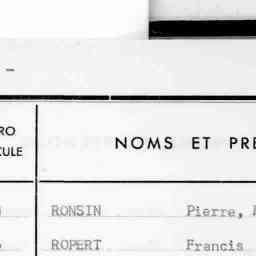 RO
CULE
NOMS ET PRE
RONSIN Pierre,
ROPERT Francis